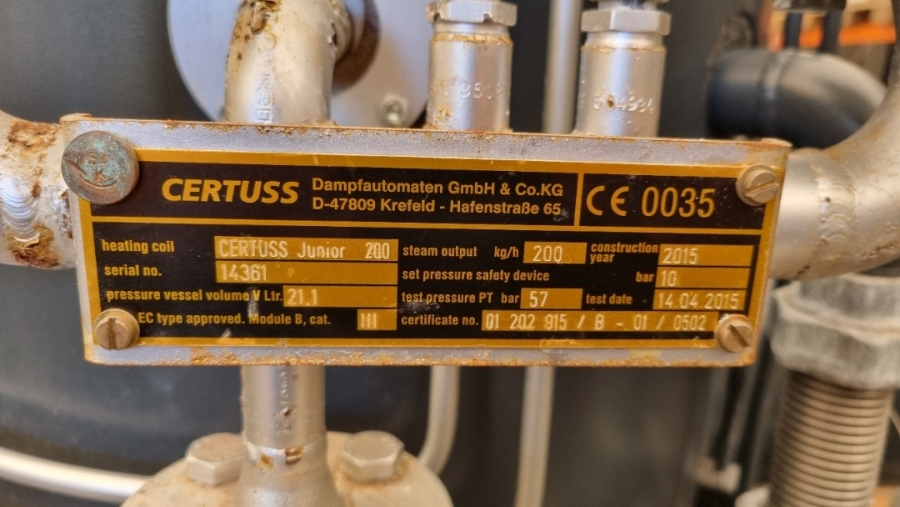 CERTUSS Dampfautomaten GmbH & Co.KG
D-47809 Krefeld - Hafenstraße 65
CE 0035
heating coil CERTUSS Junior 200 steam output kg/h 200 construction year 2015
serial no. 14361 set pressure safety device bar 10
pressure vessel volume V Ltr. 21,1 test pressure PT bar 57 test date 14.04.2015
EC type approved. Module B, cat. III certificate no. 01 202 915 / B - 01 / 0502